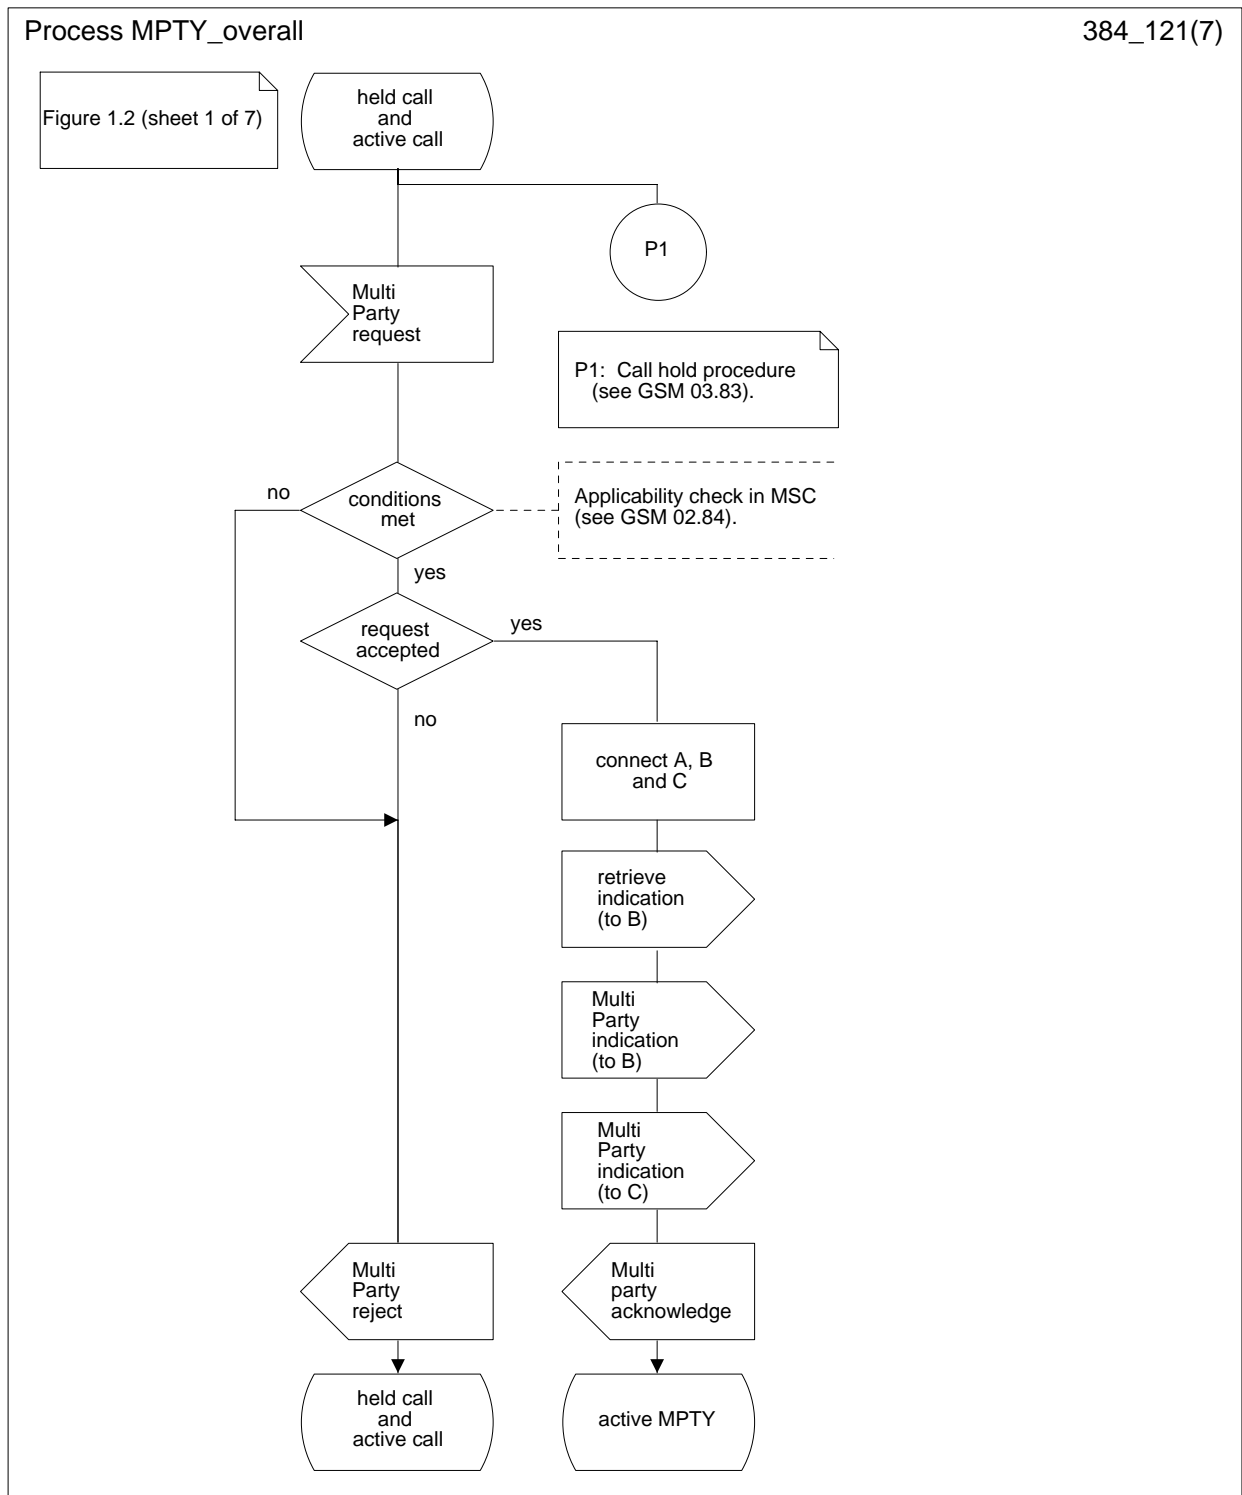 Process MPTY_overall
384_121(7)
Figure 1.2 (sheet 1 of 7)
held call
and
active call
P1
Multi
Party
request
P1: Call hold procedure
(see GSM 03.83).
no
conditions
met
Applicability check in MSC
(see GSM 02.84).
yes
request
accepted
yes
no
connect A, B
and C
retrieve
indication
(to B)
Multi
Party
indication
(to B)
Multi
Party
indication
(to C)
Multi
Party
reject
Multi
party
acknowledge
held call
and
active call
active MPTY